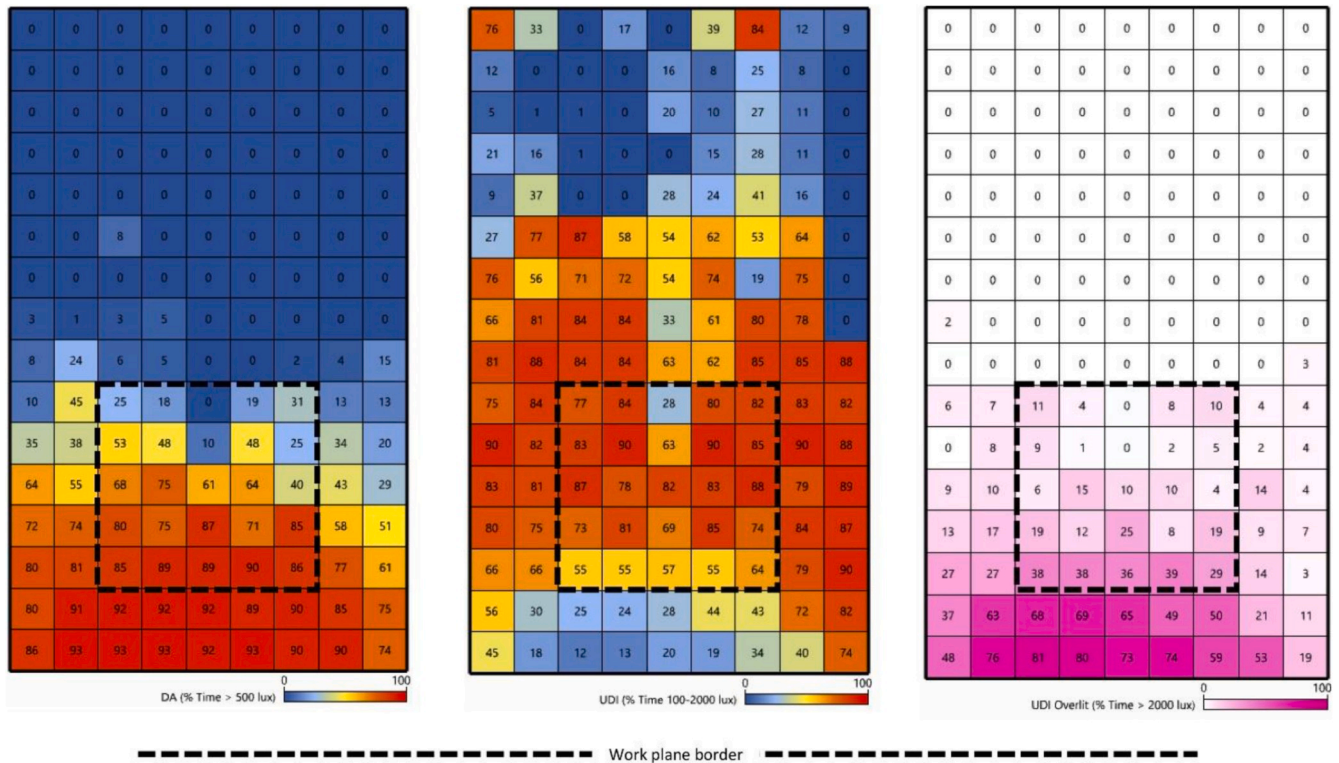 0 0 0 0 0 0 0 0 0
0 0 0 0 0 0 0 0 0
0 0 0 0 0 0 0 0 0
0 0 0 0 0 0 0 0 0
0 0 0 0 0 0 0 0 0
0 0 8 0 0 0 0 0 0
0 0 0 0 0 0 0 0 0
3 1 3 5 0 0 0 0 0
8 24 6 5 0 0 2 4 15
10 45 25 18 0 19 31 13 13
35 38 53 48 10 48 25 34 20
64 55 68 75 61 64 40 43 29
72 74 80 75 87 71 85 58 51
80 81 85 89 89 90 86 77 61
80 91 92 92 92 89 90 85 75
86 93 93 93 92 93 90 90 74
0 100
DA (% Time > 500 lux)
76 33 0 17 0 39 84 12 9
12 0 0 0 16 8 25 8 0
5 1 1 0 20 10 27 11 0
21 16 1 0 0 15 28 11 0
9 37 0 0 28 24 41 16 0
27 77 87 58 54 62 53 64 0
76 56 71 72 54 74 19 75 0
66 81 84 84 33 61 80 78 0
81 88 84 84 63 62 85 85 88
75 84 77 84 28 80 82 83 82
90 82 83 90 63 90 85 90 88
83 81 87 78 82 83 88 79 89
80 75 73 81 69 85 74 84 87
66 66 55 55 57 55 64 79 90
56 30 25 24 28 44 43 72 82
45 18 12 13 20 19 34 40 74
0 100
UDI (% Time 100-2000 lux)
0 0 0 0 0 0 0 0 0
0 0 0 0 0 0 0 0 0
0 0 0 0 0 0 0 0 0
0 0 0 0 0 0 0 0 0
0 0 0 0 0 0 0 0 0
0 0 0 0 0 0 0 0 0
0 0 0 0 0 0 0 0 0
2 0 0 0 0 0 0 0 0
0 0 0 0 0 0 0 0 3
6 7 11 4 0 8 10 4 4
0 8 9 1 0 2 5 2 4
9 10 6 15 10 10 4 14 4
13 17 19 12 25 8 19 9 7
27 27 38 38 36 39 29 14 3
37 63 68 69 65 49 50 21 11
48 76 81 80 73 74 59 53 19
0 100
UDI Overlit (% Time > 2000 lux)
Work plane border